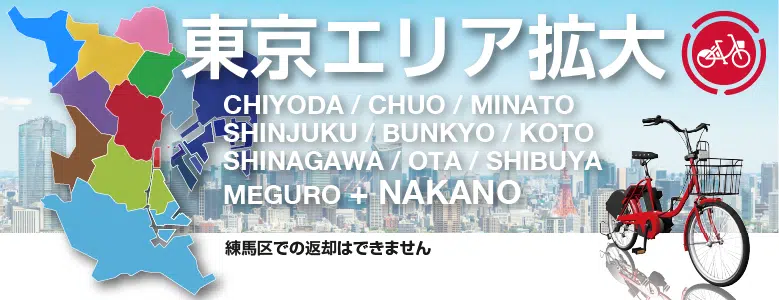 東京エリア拡大
CHIYODA / CHUO / MINATO
SHINJUKU / BUNKYO / KOTO
SHINAGAWA / OTA / SHIBUYA
MEGURO + NAKANO
練馬区での返却はできません